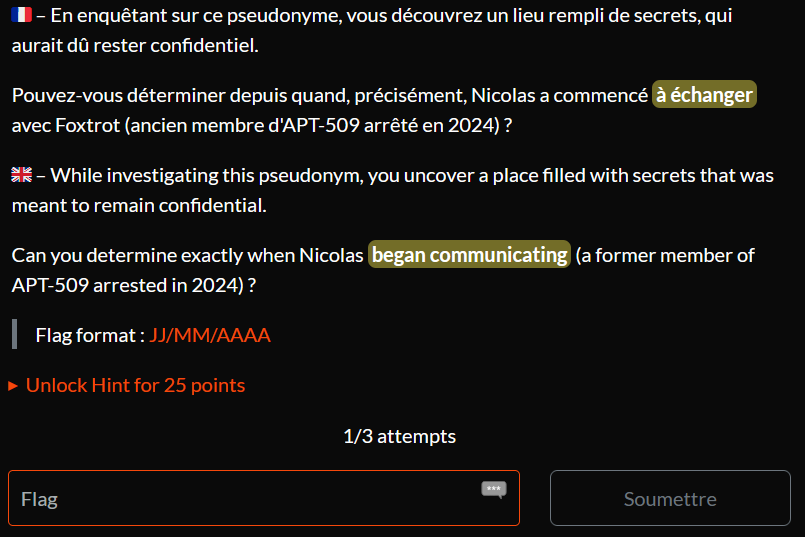 🇫🇷 – En enquêtant sur ce pseudonyme, vous découvrez un lieu rempli de secrets, qui
aurait dû rester confidentiel.
Pouvez-vous déterminer depuis quand, précisément, Nicolas a commencé à échanger
avec Foxtrot (ancien membre d'APT-509 arrêté en 2024) ?
🇬🇧 – While investigating this pseudonym, you uncover a place filled with secrets that was
meant to remain confidential.
Can you determine exactly when Nicolas began communicating (a former member of
APT-509 arrested in 2024) ?
Flag format : JJ/MM/AAAA
▸ Unlock Hint for 25 points
1/3 attempts
Flag
Soumettre